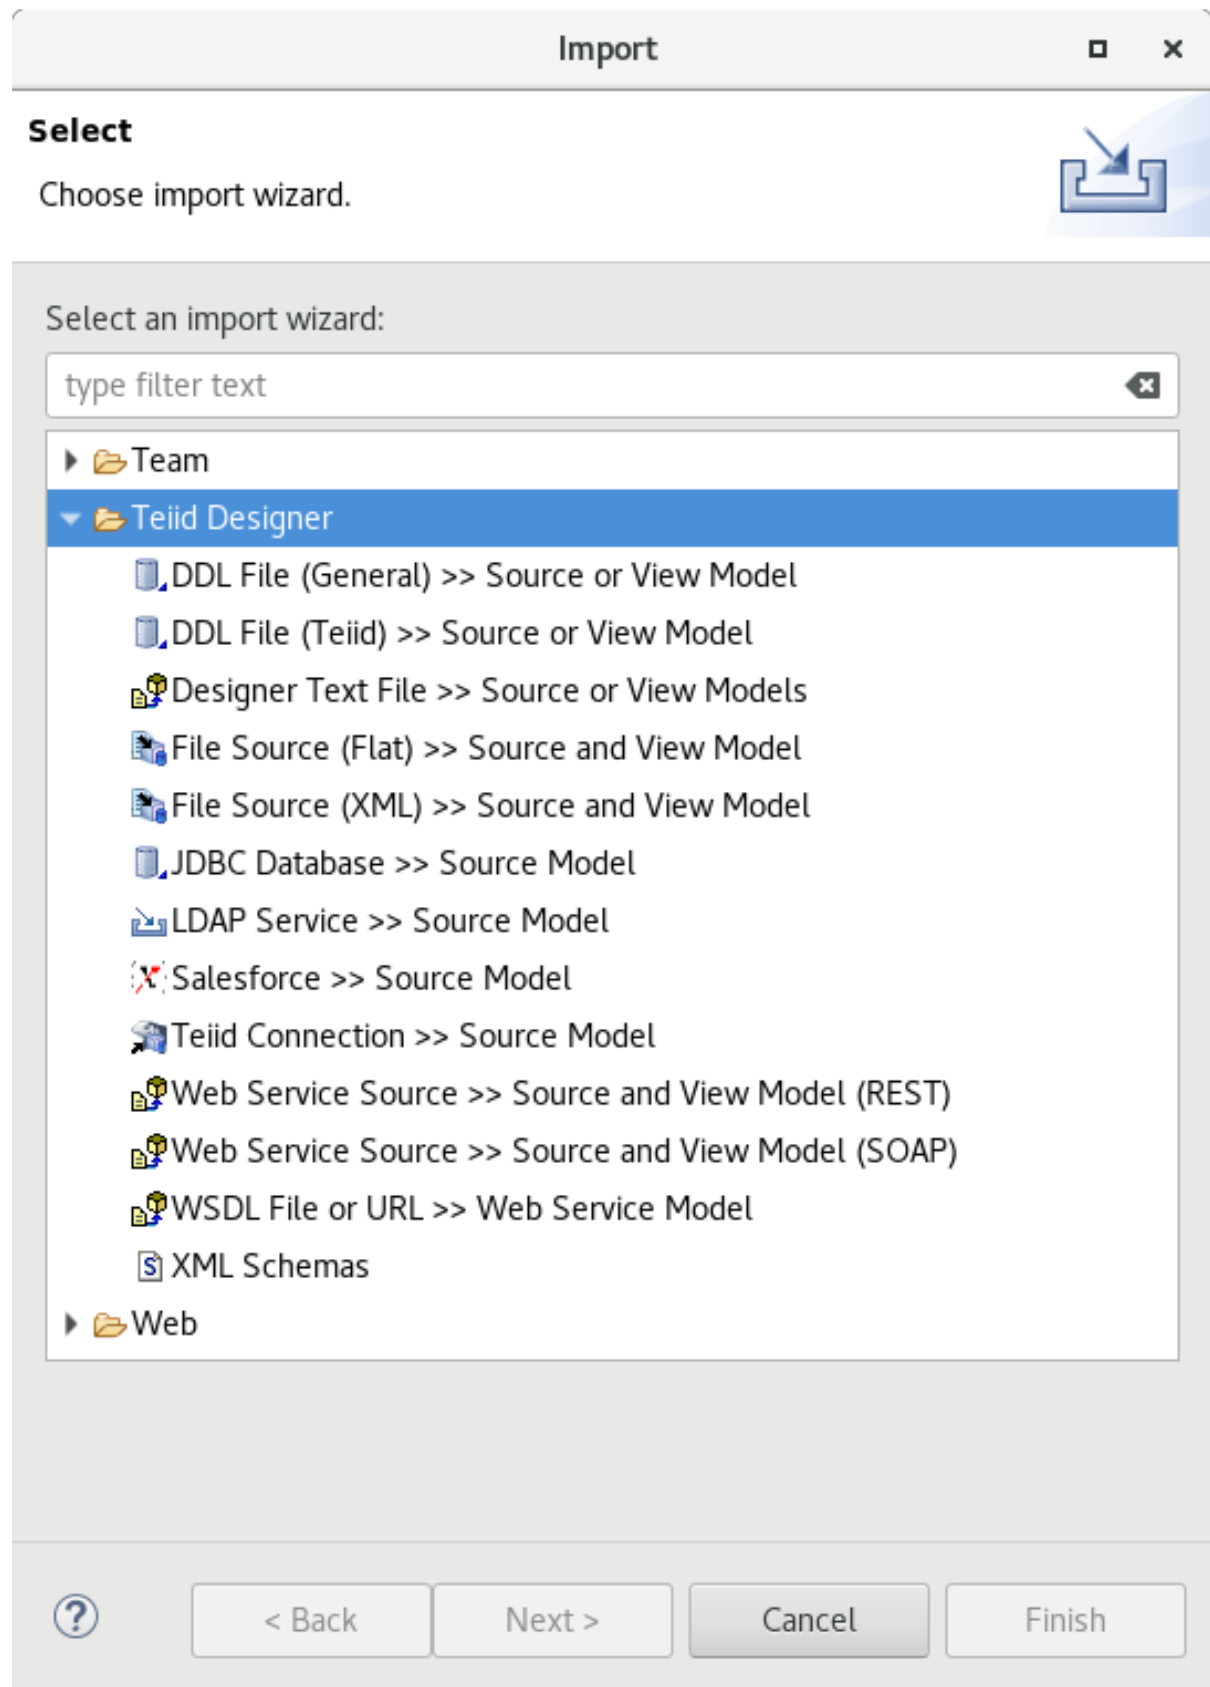 Import
Select
Choose import wizard.
Select an import wizard:
type filter text
Team
Teiid Designer
DDL File (General) >> Source or View Model
DDL File (Teiid) >> Source or View Model
Designer Text File >> Source or View Models
File Source (Flat) >> Source and View Model
File Source (XML) >> Source and View Model
JDBC Database >> Source Model
LDAP Service >> Source Model
Salesforce >> Source Model
Teiid Connection >> Source Model
Web Service Source >> Source and View Model (REST)
Web Service Source >> Source and View Model (SOAP)
WSDL File or URL >> Web Service Model
XML Schemas
Web
? < Back Next > Cancel Finish